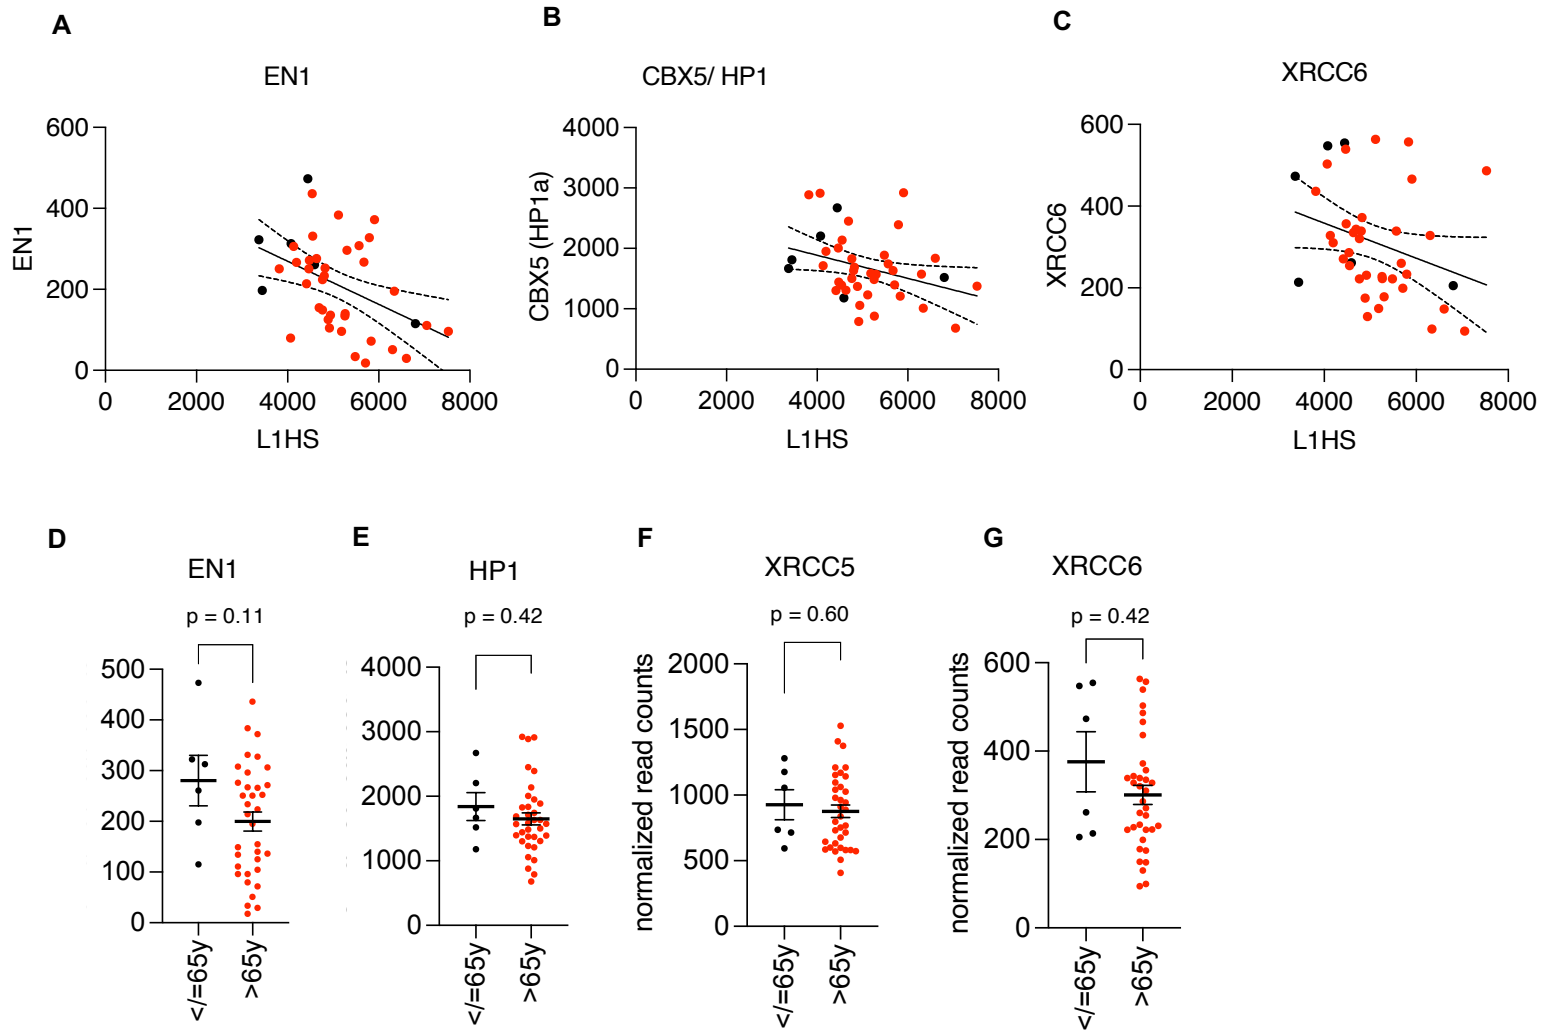 A
B
C
EN1
CBX5/ HP1
XRCC6
600
400
200
0
EN1
0
2000
4000
6000
8000
L1HS
4000
3000
2000
1000
0
CBX5 (HP1a)
0
2000
4000
6000
8000
L1HS
600
400
200
0
XRCC6
0
2000
4000
6000
8000
L1HS
D
E
F
G
EN1
HP1
XRCC5
XRCC6
p = 0.11
p = 0.42
p = 0.60
p = 0.42
500
400
300
200
100
0
</=65y
>65y
4000
3000
2000
1000
0
</=65y
>65y
normalized read counts
2000
1500
1000
500
0
</=65y
>65y
normalized read counts
600
400
200
0
</=65y
>65y